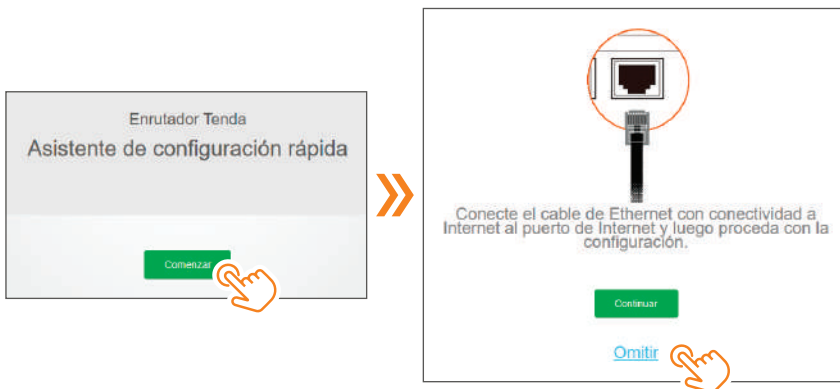 Enrutador Tenda
Asistente de configuración rápida
Comenzar
Conecte el cable de Ethernet con conectividad a
Internet al puerto de Internet y luego proceda con la
configuración.
Continuar
Omitir